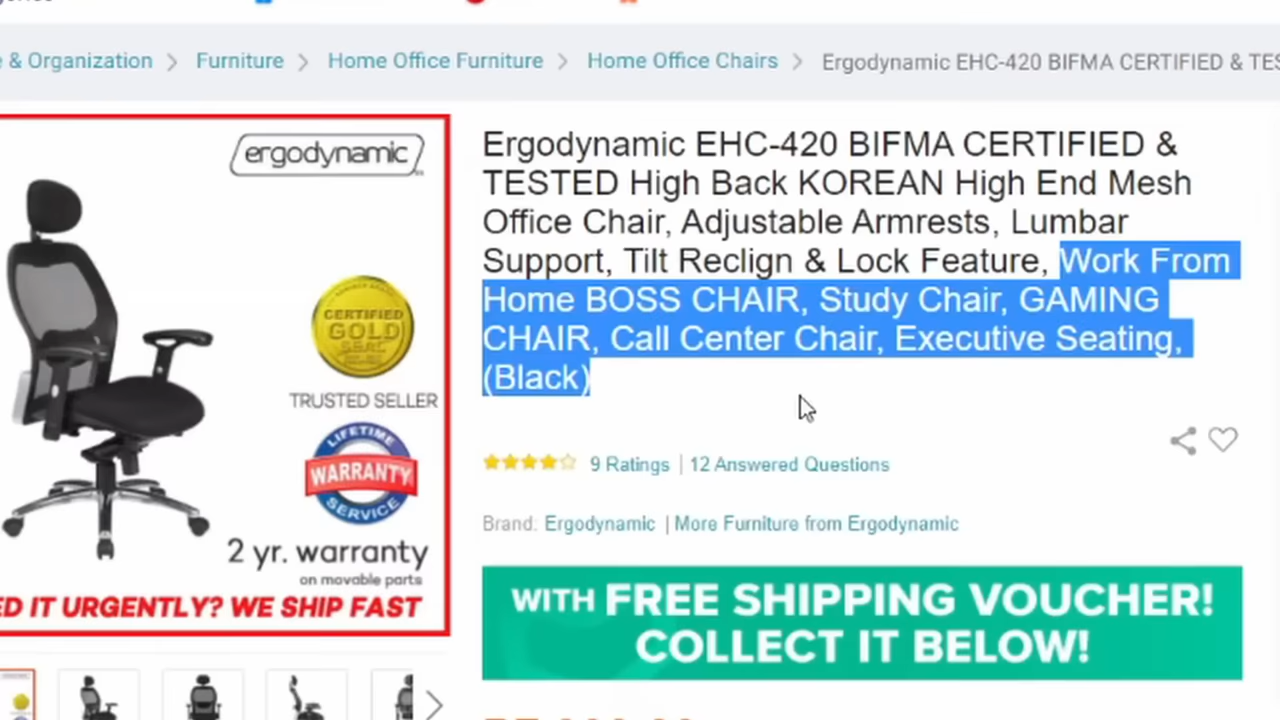 & Organization > Furniture > Home Office Furniture > Home Office Chairs > Ergodynamic EHC-420 BIFMA CERTIFIED &
ergodynamic
CERTIFIED
GOLD
TRUSTED SELLER
LIFETIME
WARRANTY
SERVICE
2 yr. warranty
on movable parts
IT URGENTLY? WE SHIP FAST
Ergodynamic EHC-420 BIFMA CERTIFIED &
TESTED High Back KOREAN High End Mesh
Office Chair, Adjustable Armrests, Lumbar
Support, Tilt Reclign & Lock Feature, Work From
Home BOSS CHAIR, Study Chair, GAMING
CHAIR, Call Center Chair, Executive Seating,
(Black)
9 Ratings | 12 Answered Questions
Brand: Ergodynamic | More Furniture from Ergodynamic
WITH FREE SHIPPING VOUCHER!
COLLECT IT BELOW!